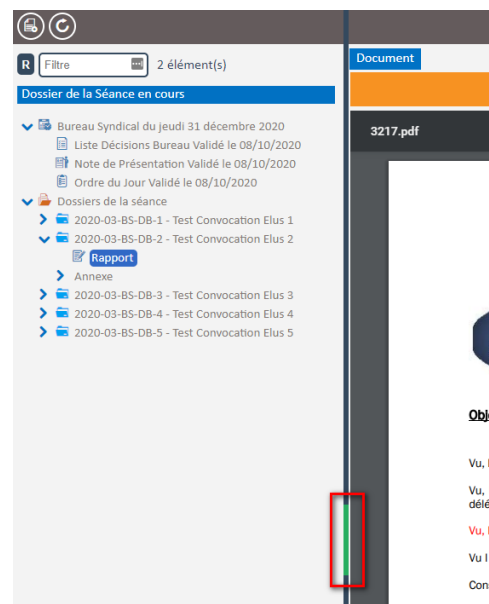 R Filtre 2 élément(s)
Dossier de la Séance en cours
Bureau Syndical du jeudi 31 décembre 2020
Liste Décisions Bureau Validé le 08/10/2020
Note de Présentation Validé le 08/10/2020
Ordre du Jour Validé le 08/10/2020
Dossiers de la séance
2020-03-BS-DB-1 - Test Convocation Elus 1
2020-03-BS-DB-2 - Test Convocation Elus 2
Rapport
Annexe
2020-03-BS-DB-3 - Test Convocation Elus 3
2020-03-BS-DB-4 - Test Convocation Elus 4
2020-03-BS-DB-5 - Test Convocation Elus 5
Document
3217.pdf
Vu,
Vu,
Vu,
Vu